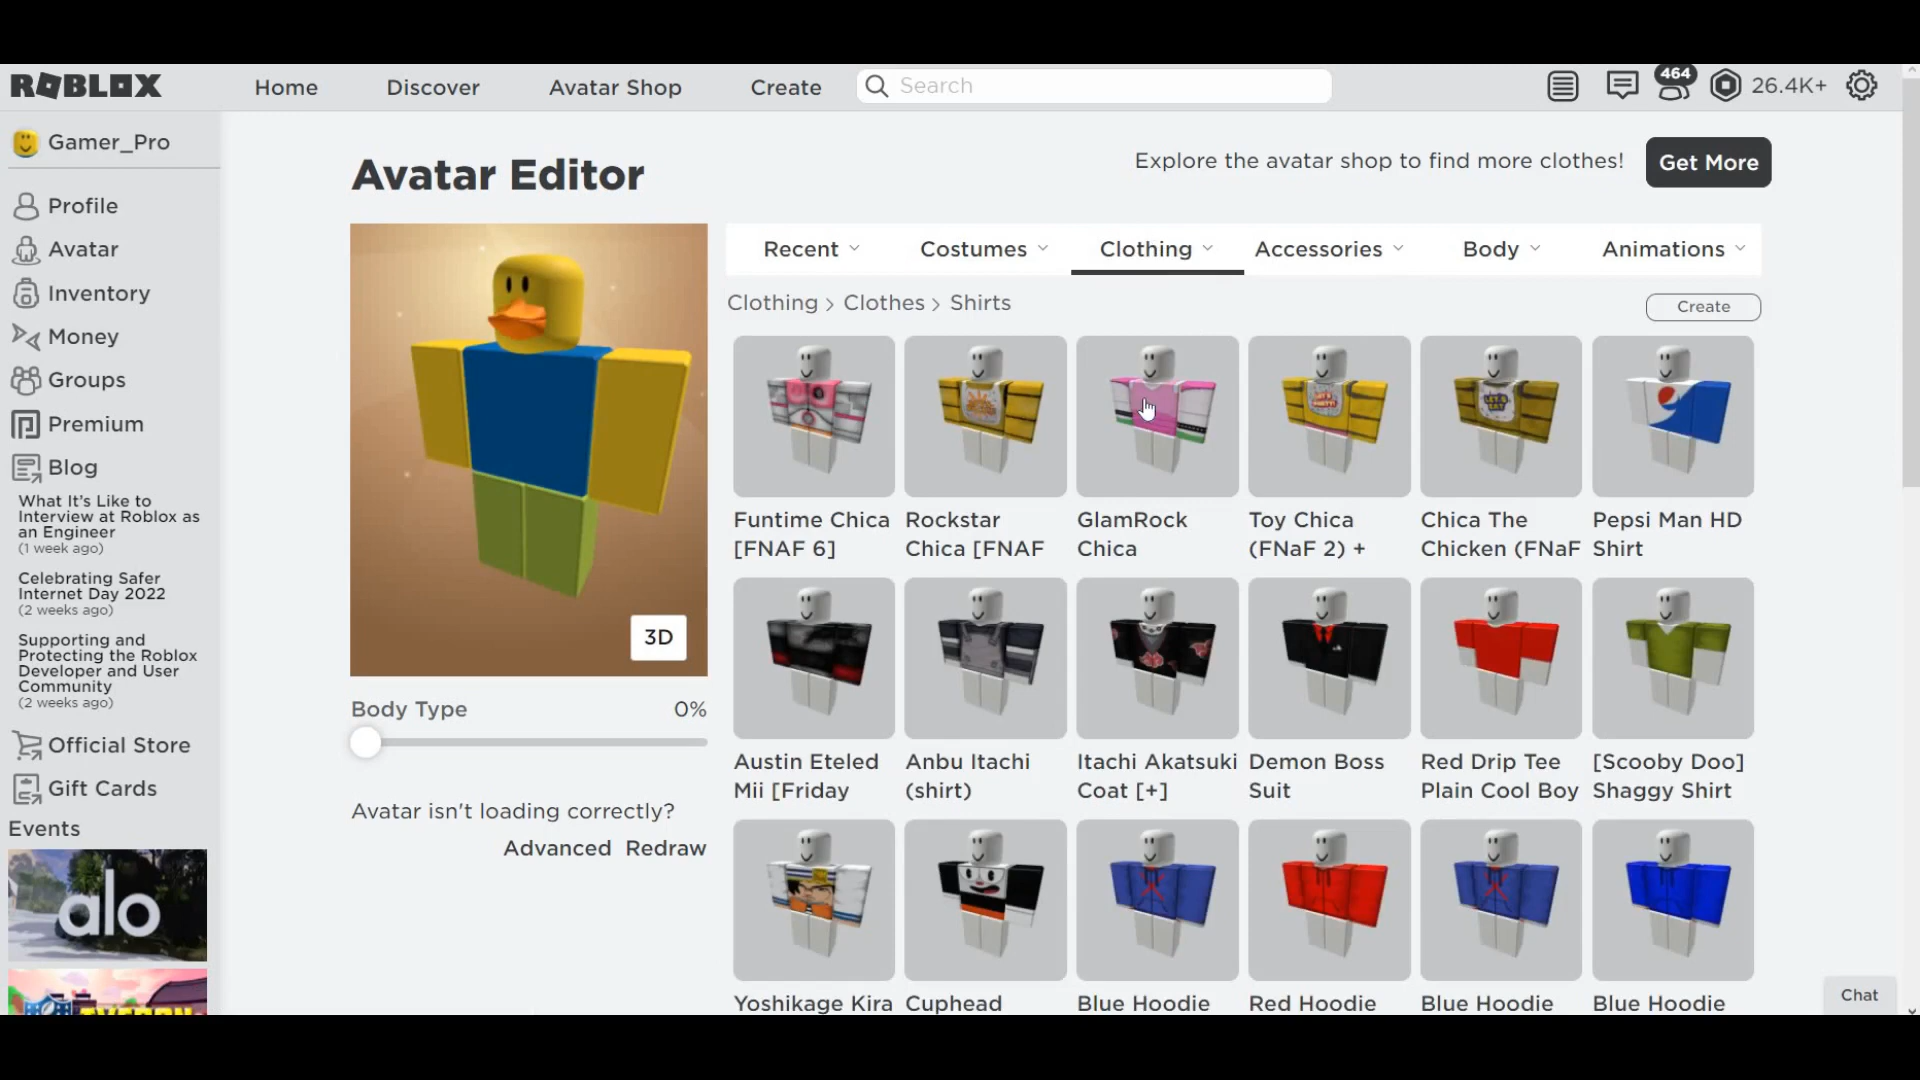 ROBLOX
Home
Discover
Avatar Shop
Create
Search
464
26.4K+
Gamer_Pro
Profile
Avatar
Inventory
Money
Groups
Premium
Blog
What It's Like to
Interview at Roblox as
an Engineer
(1 week ago)
Celebrating Safer
Internet Day 2022
(2 weeks ago)
Supporting and
Protecting the Roblox
Developer and User
Community
(2 weeks ago)
Official Store
Gift Cards
Events
alo
Avatar Editor
Explore the avatar shop to find more clothes!
Get More
3D
Body Type
0%
Avatar isn't loading correctly?
Advanced
Redraw
Recent
Costumes
Clothing
Accessories
Body
Animations
Clothing > Clothes > Shirts
Create
Funtime Chica
[FNAF 6]
Rockstar
Chica [FNAF
GlamRock
Chica
Toy Chica
(FNaF 2) +
Chica The
Chicken (FNaF
Pepsi Man HD
Shirt
Austin Eteled
Mii [Friday
Anbu Itachi
(shirt)
Itachi Akatsuki
Coat [+]
Demon Boss
Suit
Red Drip Tee
Plain Cool Boy
[Scooby Doo]
Shaggy Shirt
Yoshikage Kira
Cuphead
Blue Hoodie
Red Hoodie
Blue Hoodie
Blue Hoodie
Chat